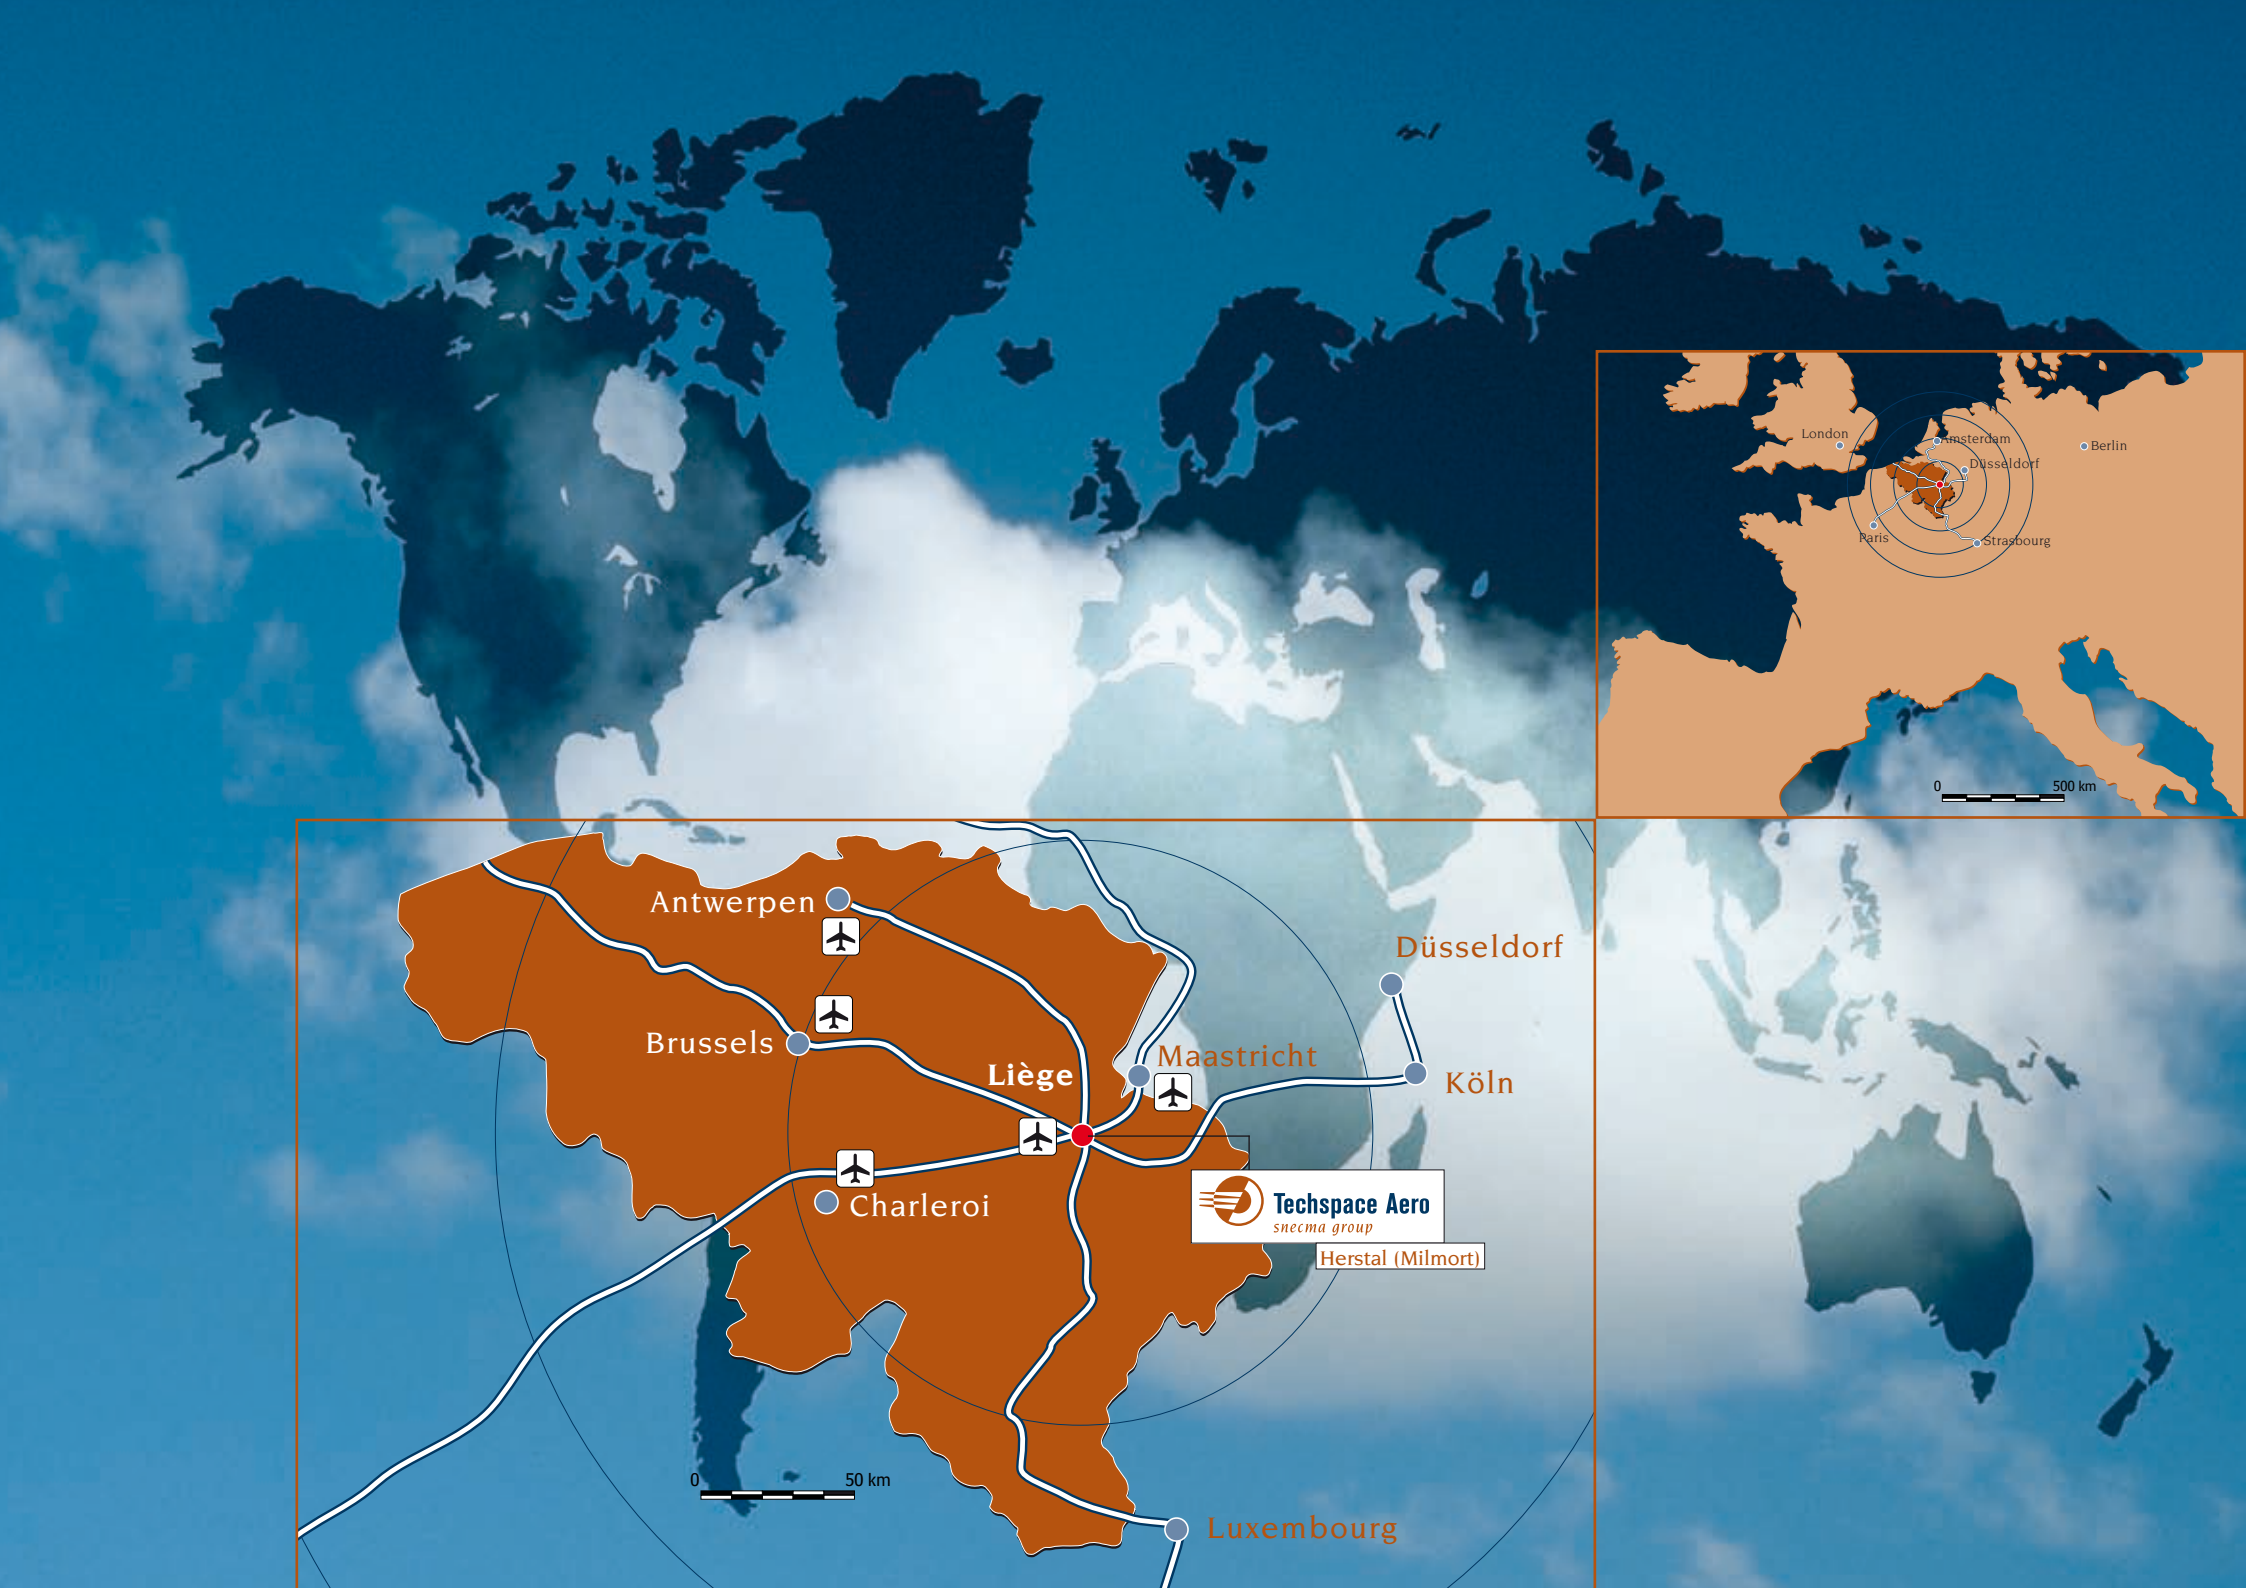 London
Amsterdam
Berlin
Düsseldorf
Paris
Strasbourg
0
500 km
Antwerpen
Düsseldorf
Brussels
Liège
Maastricht
Köln
Charleroi
Techspace Aero
snecma group
Herstal (Milmort)
0
50 km
Luxembourg